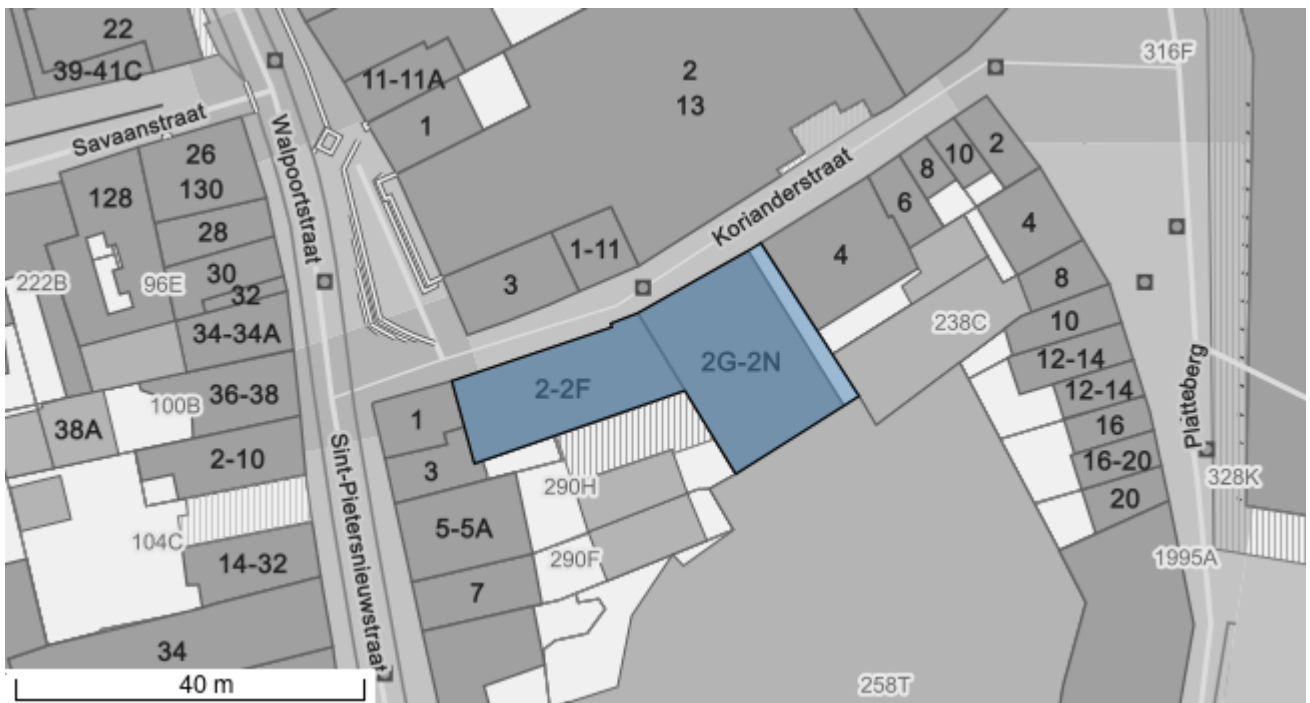 22
39-41C
Savaanstraat
Walpoortstraat
11-11A
1
2
13
316F
26
130
128
28
30
32
34-34A
222B
96E
3
1-11
Korianderstraat
8
10
2
6
4
4
8
238C
10
12-14
12-14
16
16-20
20
Platteberg
328K
1995A
2-2F
2G-2N
36-38
100B
38A
2-10
104C
14-32
34
Sint-Pietersnieuwstraat
1
3
5-5A
7
290H
290F
258T
40 m